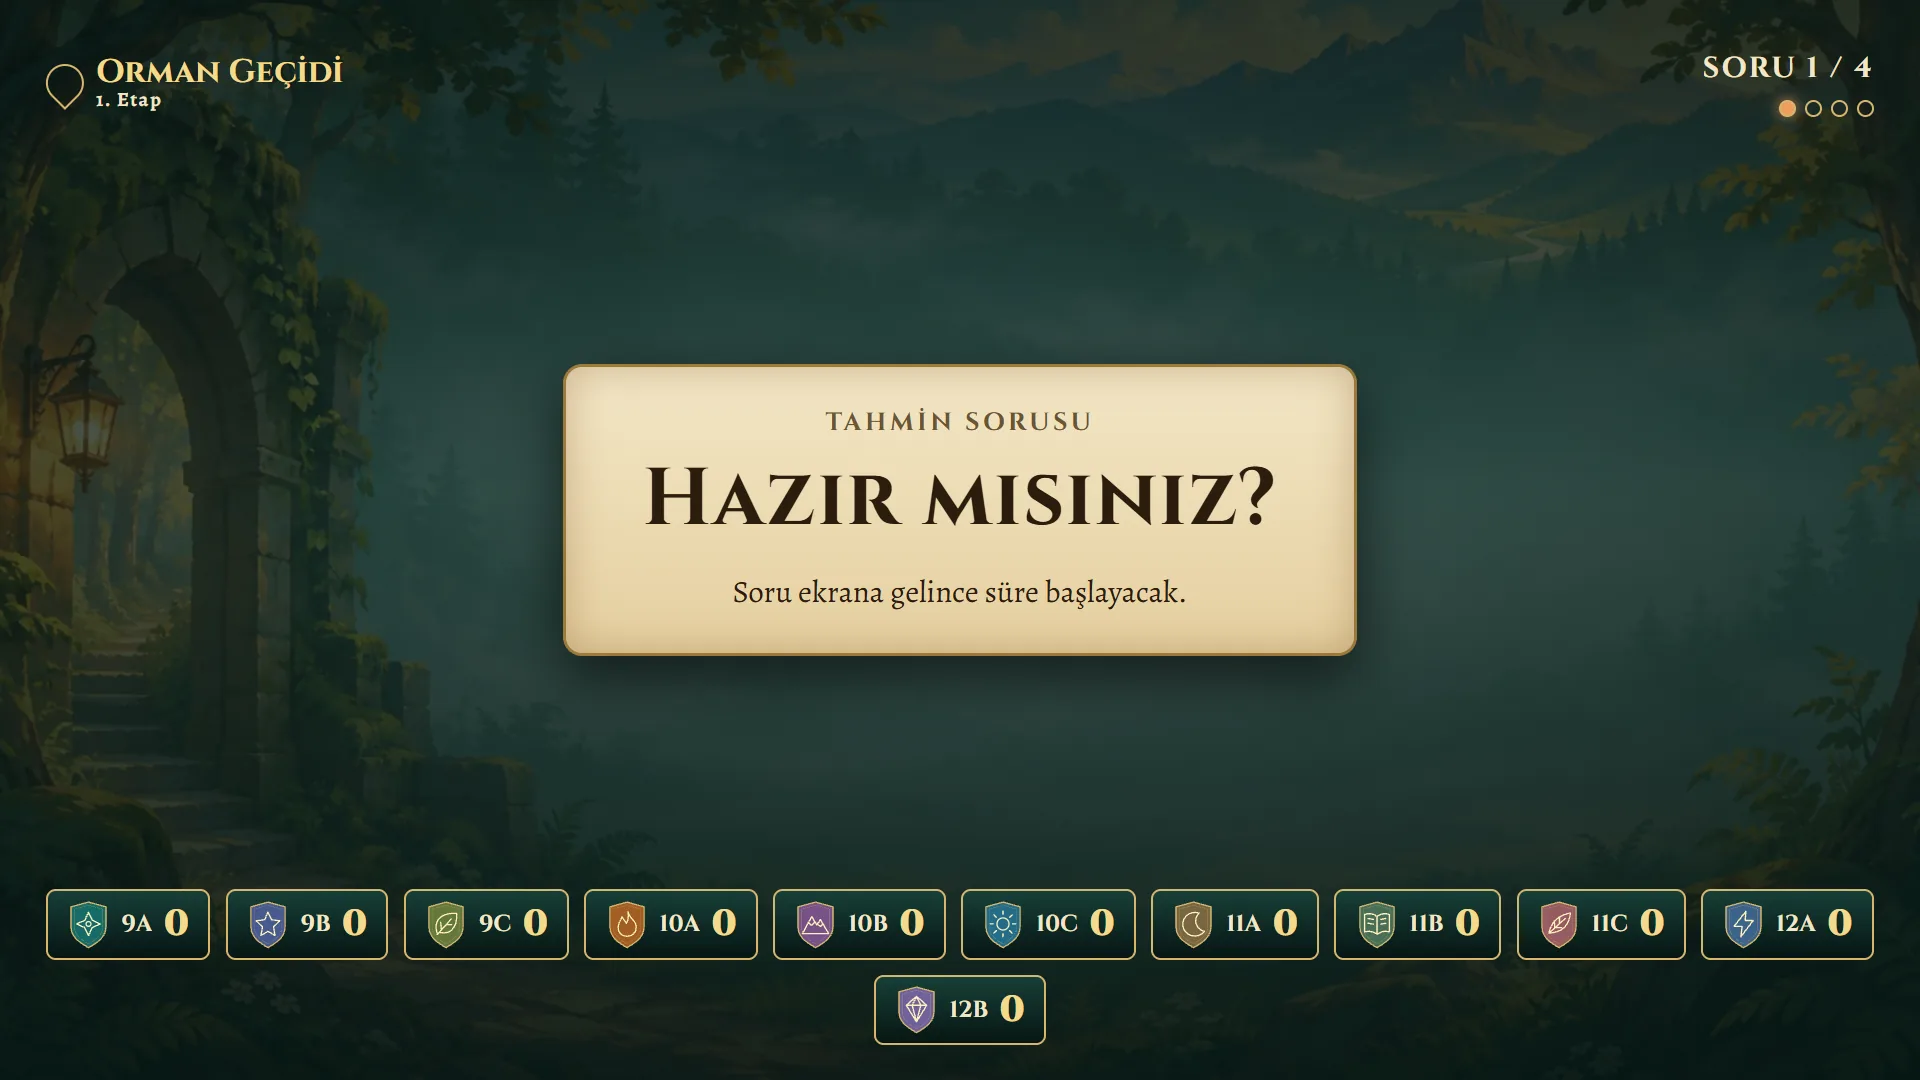 Orman Geçidi
1. Etap
SORU 1 / 4
TAHMİN SORUSU
Hazır mısınız?
Soru ekrana gelince süre başlayacak.
9A 0
9B 0
9C 0
10A 0
10B 0
10C 0
11A 0
11B 0
11C 0
12A 0
12B 0